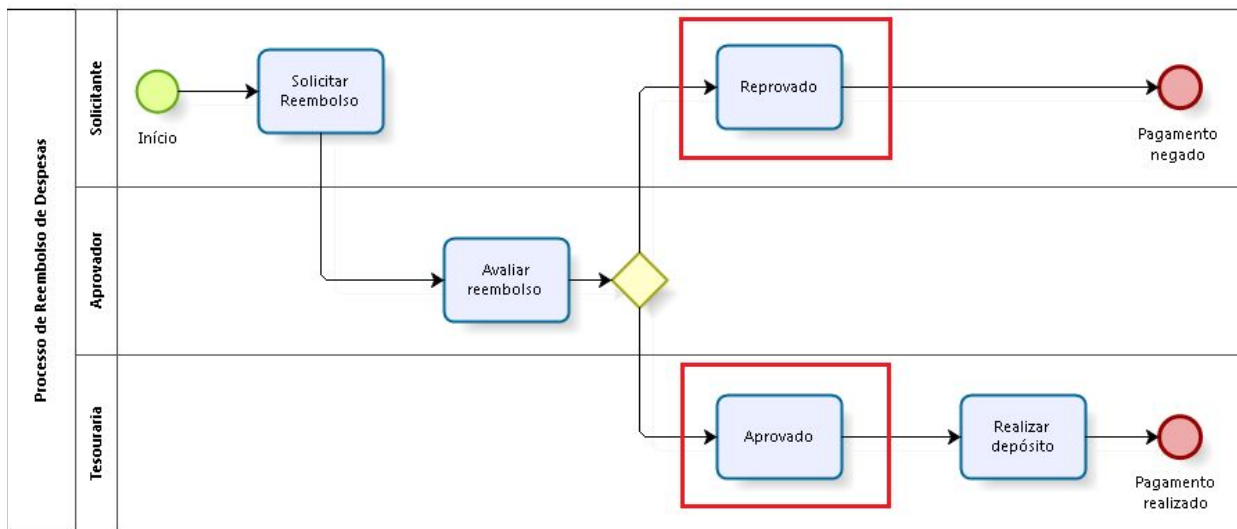 Processo de Reembolso de Despesas
Solicitante
Início
Solicitar
Reembolso
Reprovado
Pagamento
negado
Aprovador
Avaliar
reembolso
Tesouraria
Aprovado
Realizar
depósito
Pagamento
realizado